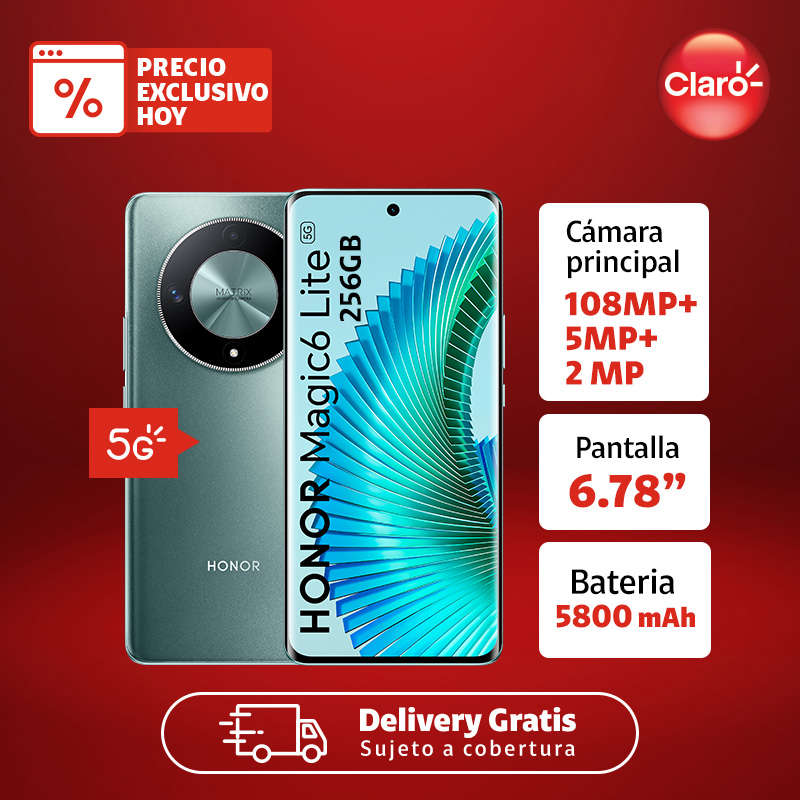 %
PRECIO
EXCLUSIVO
HOY
Claro
MATRIX
HONOR Magic6 Lite 5G
256GB
5G
HONOR
Cámara
principal
108MP+
5MP+
2 MP
Pantalla
6.78”
Bateria
5800 mAh
Delivery Gratis
Sujeto a cobertura